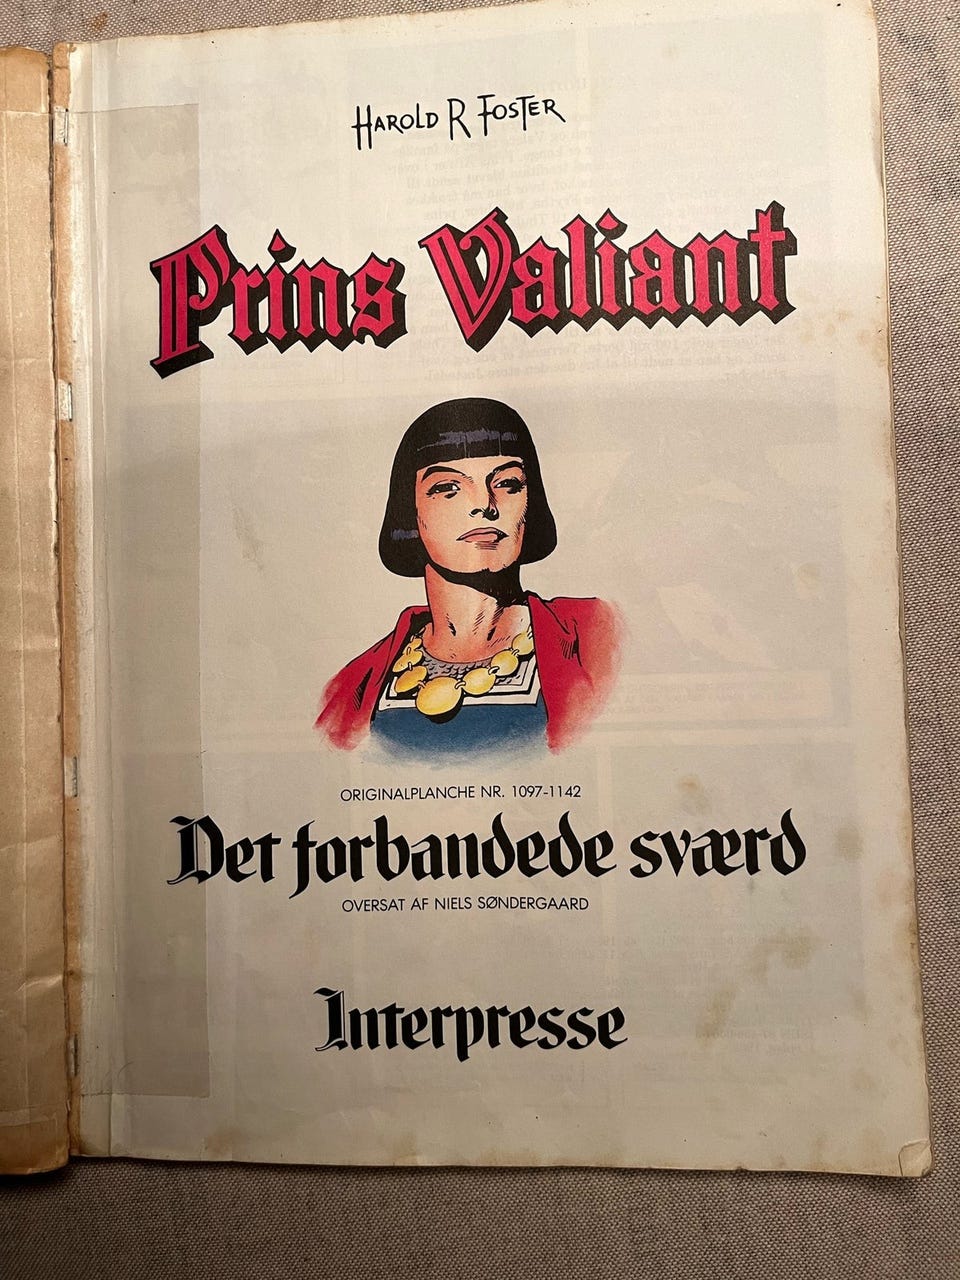 HAROLD R FOSTER
Prins Valiant
ORIGINALPLANCHE NR. 1097-1142
Det forbandede sværd
OVERSAT AF NIELS SØNDERGAARD
Interpresse